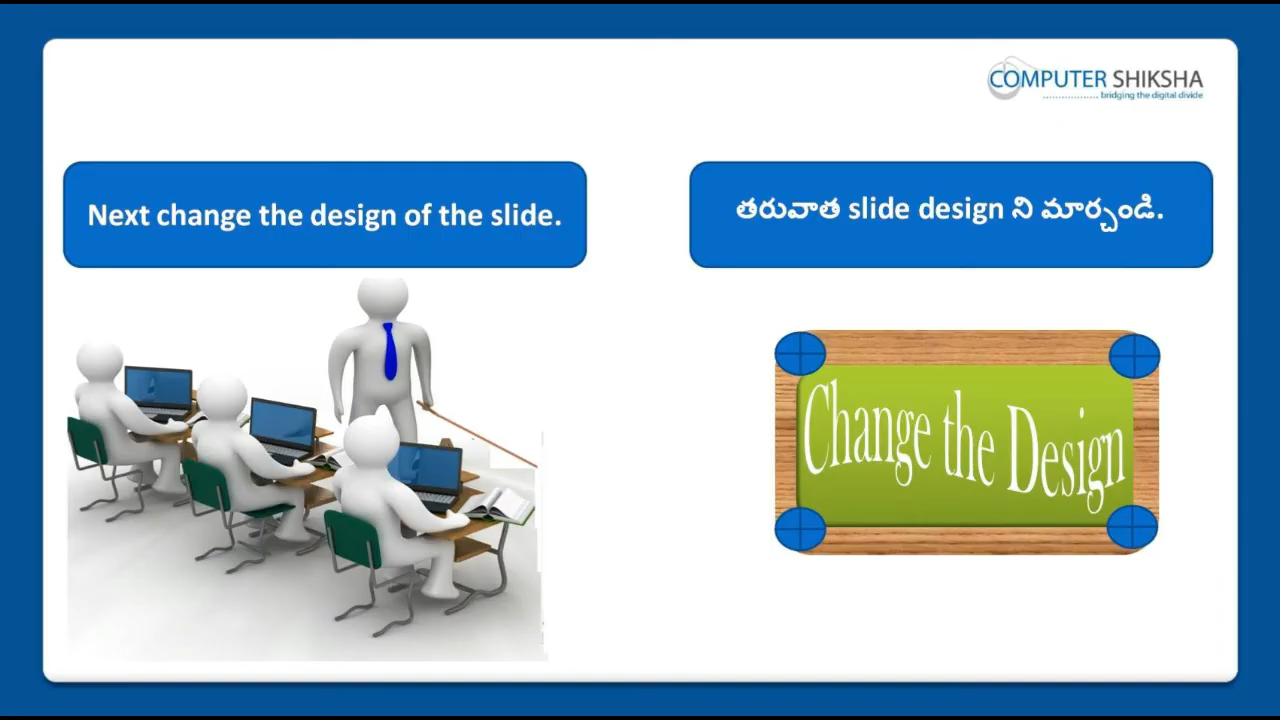 COMPUTER SHIKSHA
bridging the digital divide
Next change the design of the slide.
తరువాత slide design ని మార్చండి.
Change the Design